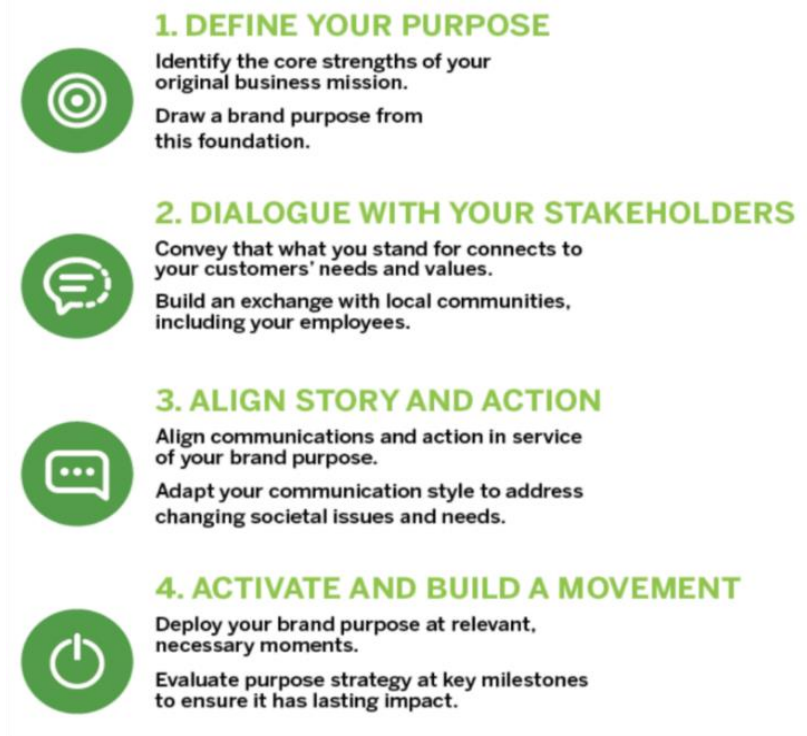 1. DEFINE YOUR PURPOSE
Identify the core strengths of your
original business mission.
Draw a brand purpose from
this foundation.
2. DIALOGUE WITH YOUR STAKEHOLDERS
Convey that what you stand for connects to
your customers' needs and values.
Build an exchange with local communities,
including your employees.
3. ALIGN STORY AND ACTION
Align communications and action in service
of your brand purpose.
Adapt your communication style to address
changing societal issues and needs.
4. ACTIVATE AND BUILD A MOVEMENT
Deploy your brand purpose at relevant,
necessary moments.
Evaluate purpose strategy at key milestones
to ensure it has lasting impact.